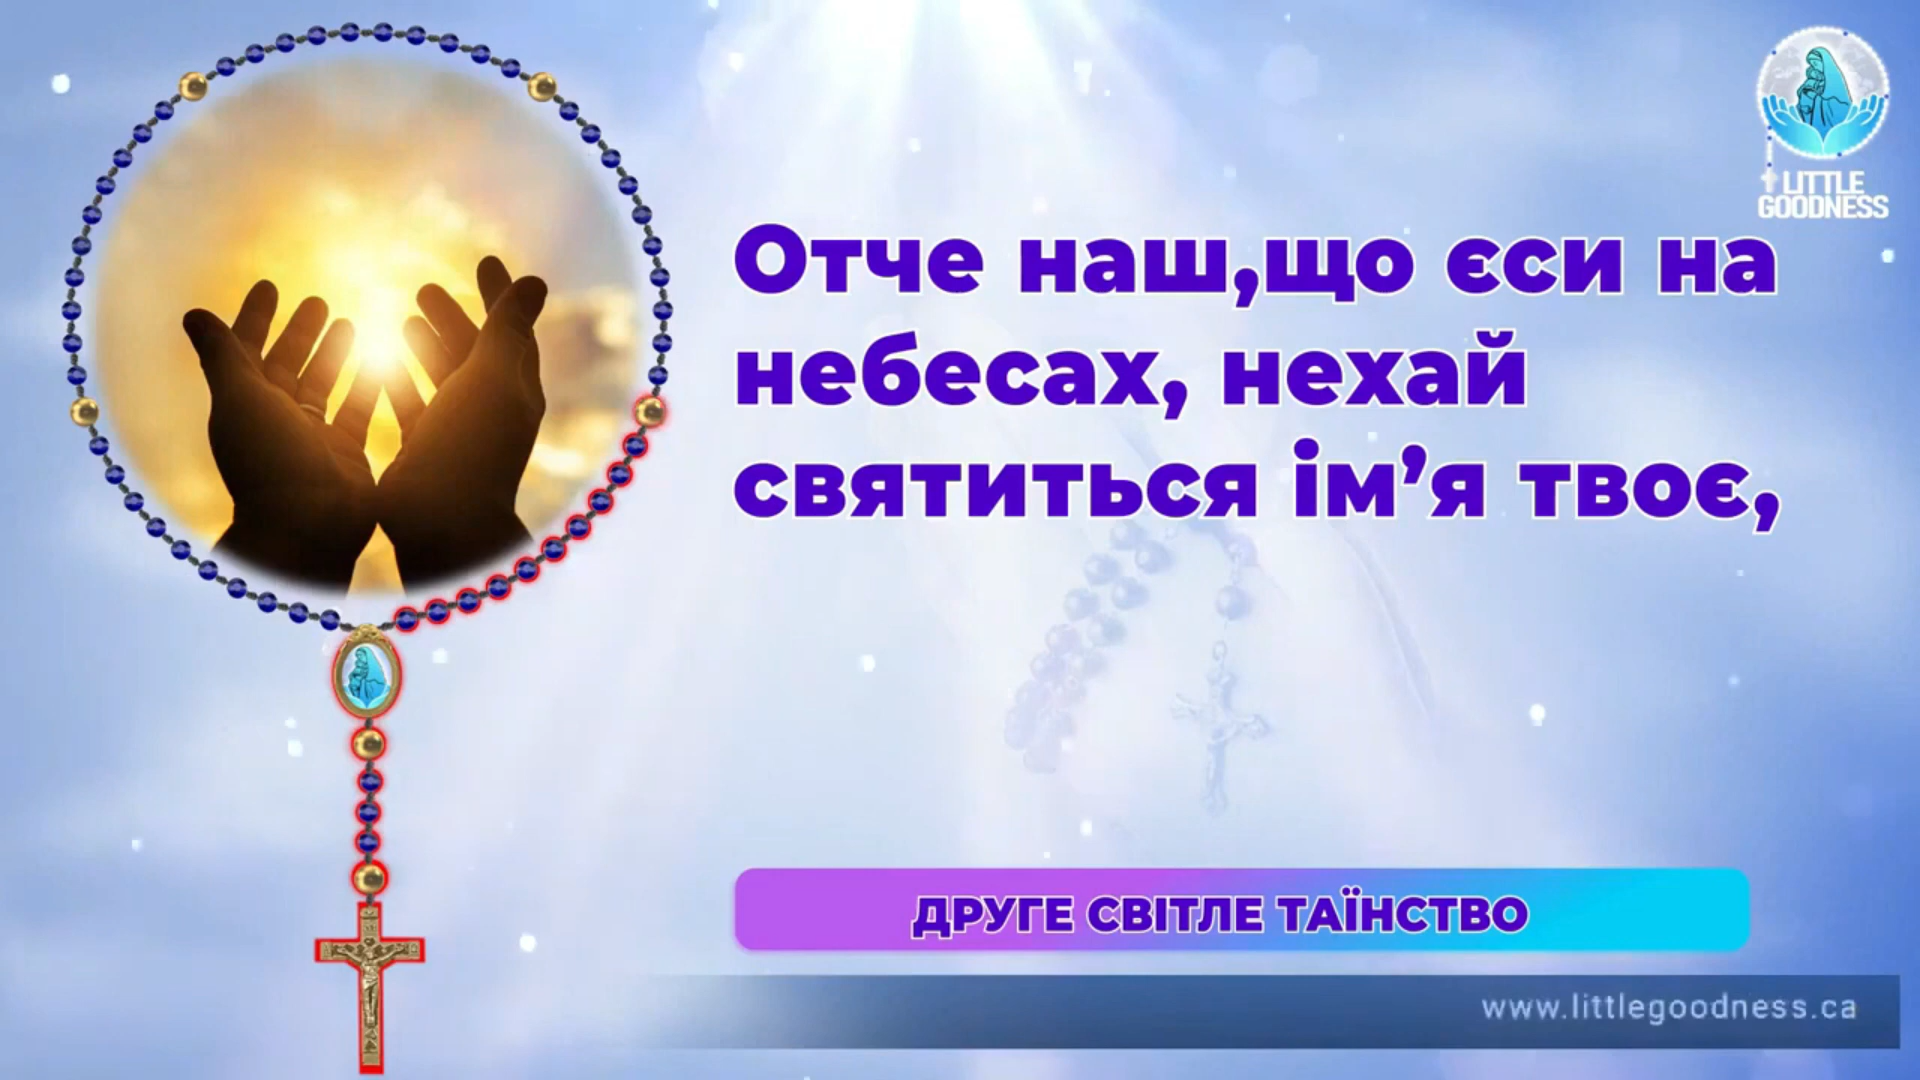 LITTLE
GOODNESS
Отче наш,що єси на
небесах, нехай
святиться ім’я твоє,
ДРУГЕ СВІТЛЕ ТАЇНСТВО
www.littlegoodness.ca